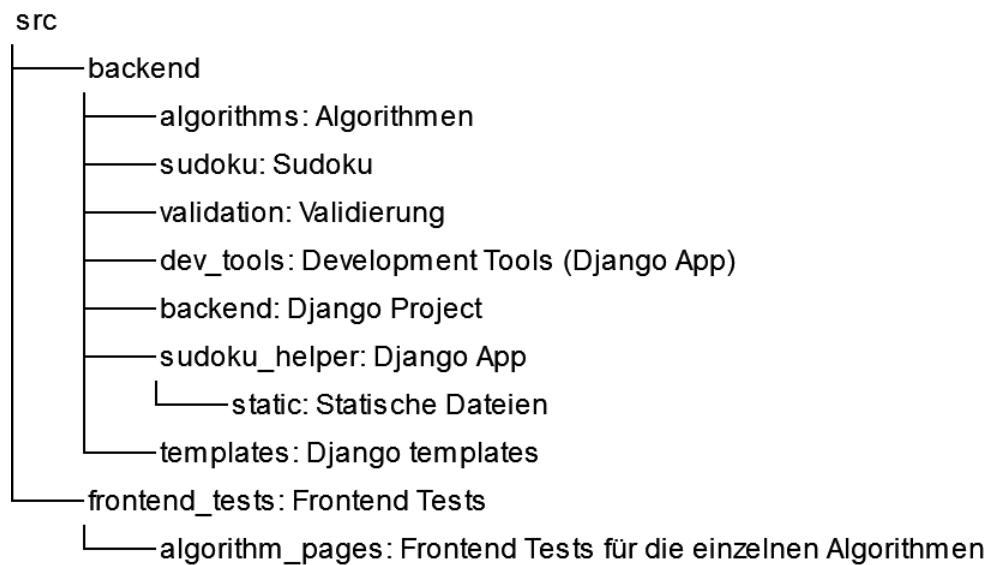 src
backend
algorithms: Algorithmen
sudoku: Sudoku
validation: Validierung
dev_tools: Development Tools (Django App)
backend: Django Project
sudoku_helper: Django App
static: Statische Dateien
templates: Django templates
frontend_tests: Frontend Tests
algorithm_pages: Frontend Tests für die einzelnen Algorithmen